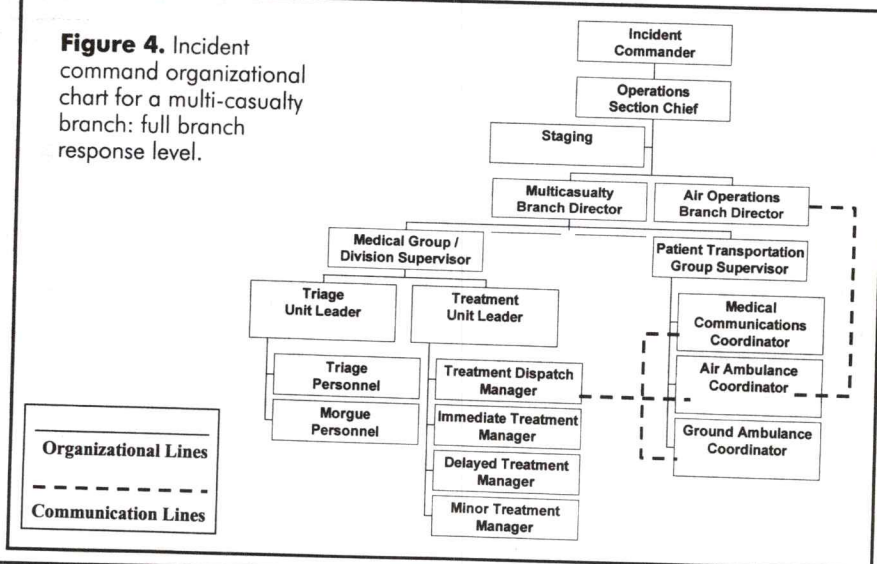 Figure 4. Incident
command organizational
chart for a multi-casualty
branch: full branch
response level.
Incident
Commander
Operations
Section Chief
Staging
Multicasualty
Branch Director
Air Operations
Branch Director
Medical Group /
Division Supervisor
Patient Transportation
Group Supervisor
Triage
Unit Leader
Treatment
Unit Leader
Medical
Communications
Coordinator
Triage
Personnel
Treatment Dispatch
Manager
Air Ambulance
Coordinator
Morgue
Personnel
Immediate Treatment
Manager
Ground Ambulance
Coordinator
Delayed Treatment
Manager
Minor Treatment
Manager
Organizational Lines
Communication Lines